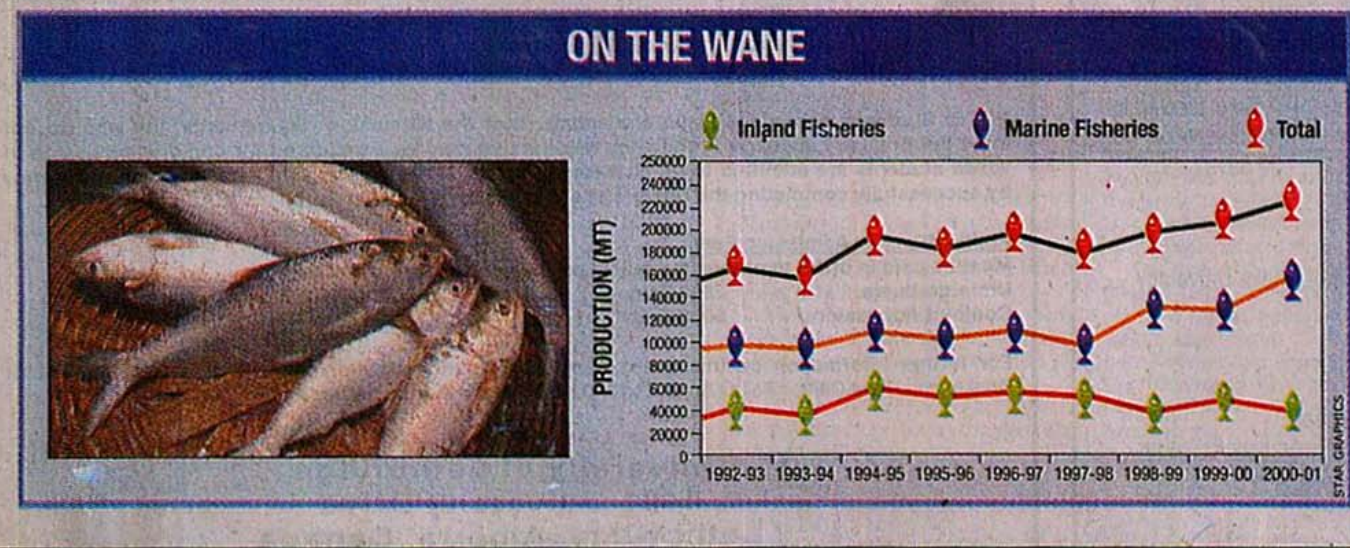 ON THE WANE
Inland Fisheries
Marine Fisheries
Total
PRODUCTION (MT)
250000
240000
220000
200000
180000
160000
140000
120000
100000
80000
60000
40000
20000
0
1992-93 1993-94 1994-95 1995-96 1996-97 1997-98 1998-99 1999-00 2000-01
STAR GRAPHICS